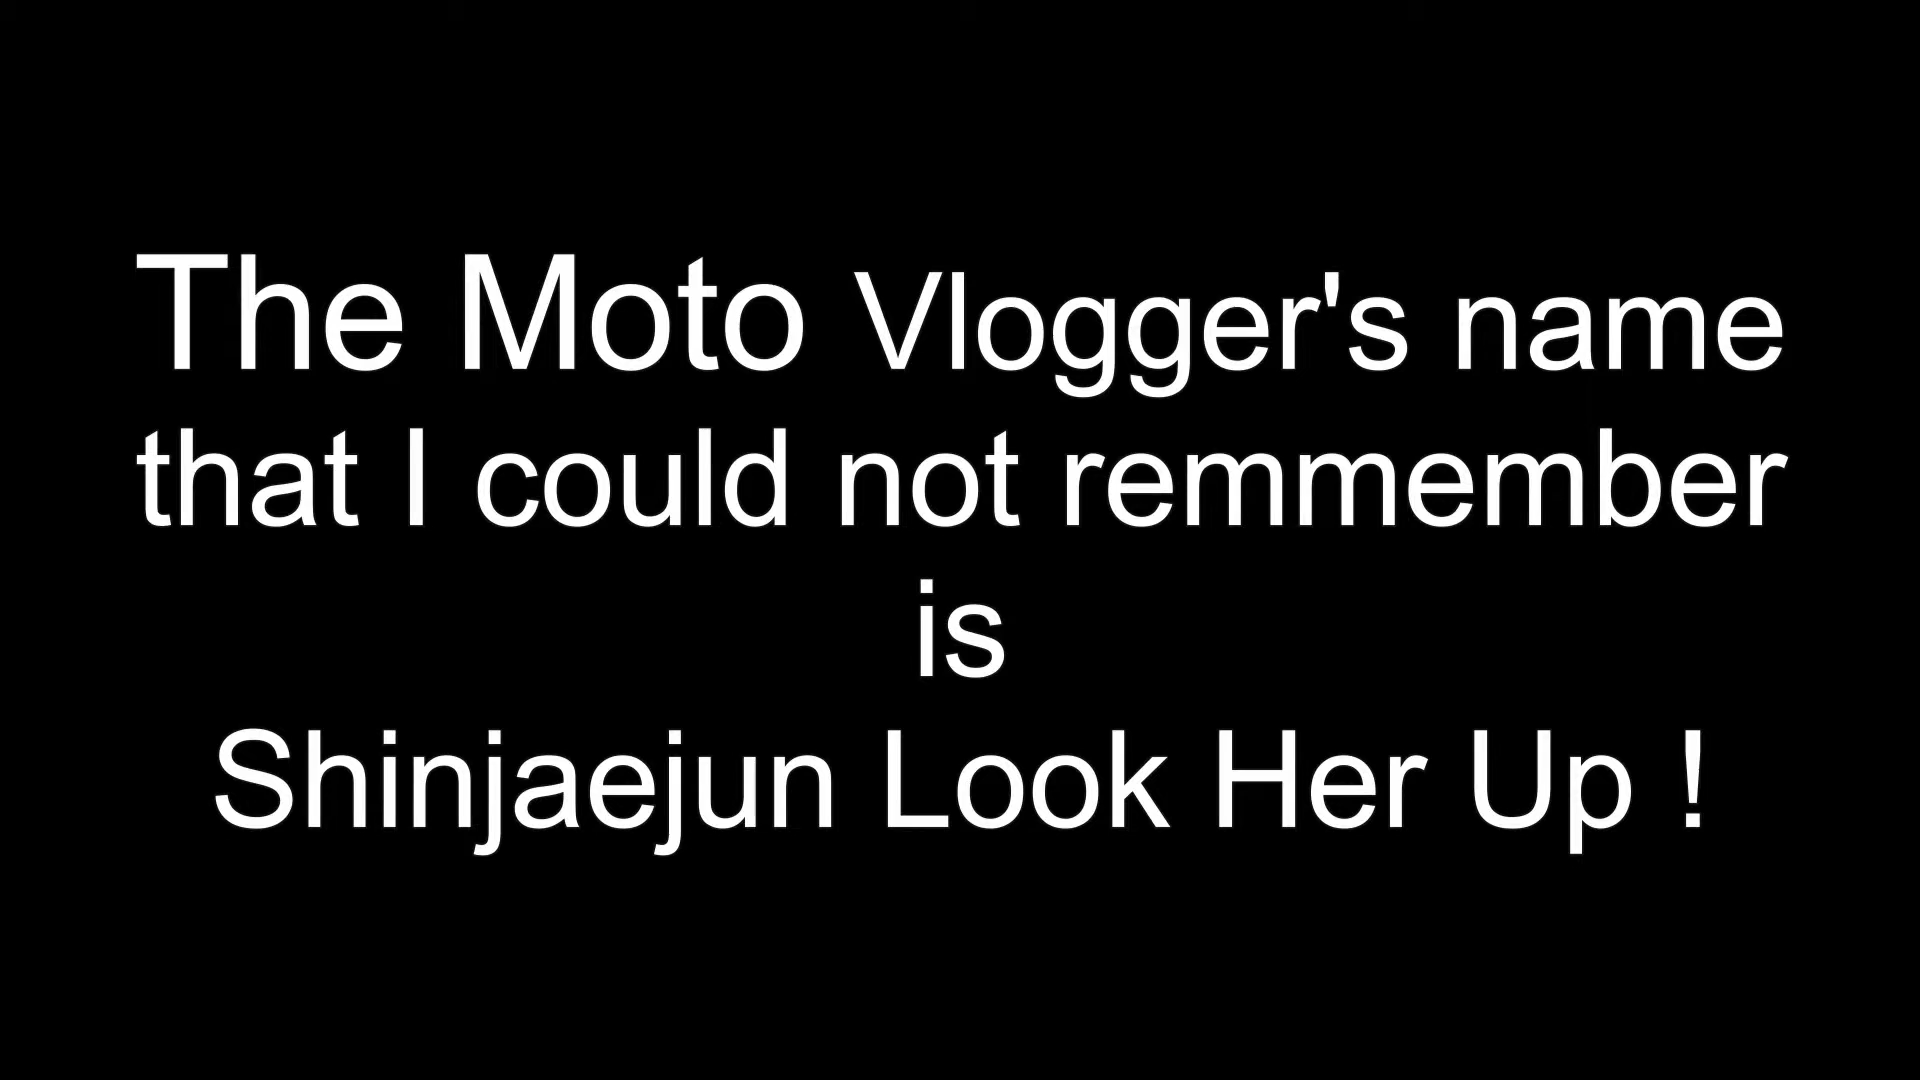 The Moto Vlogger's name
that I could not remmember
is
Shinjaejun Look Her Up !